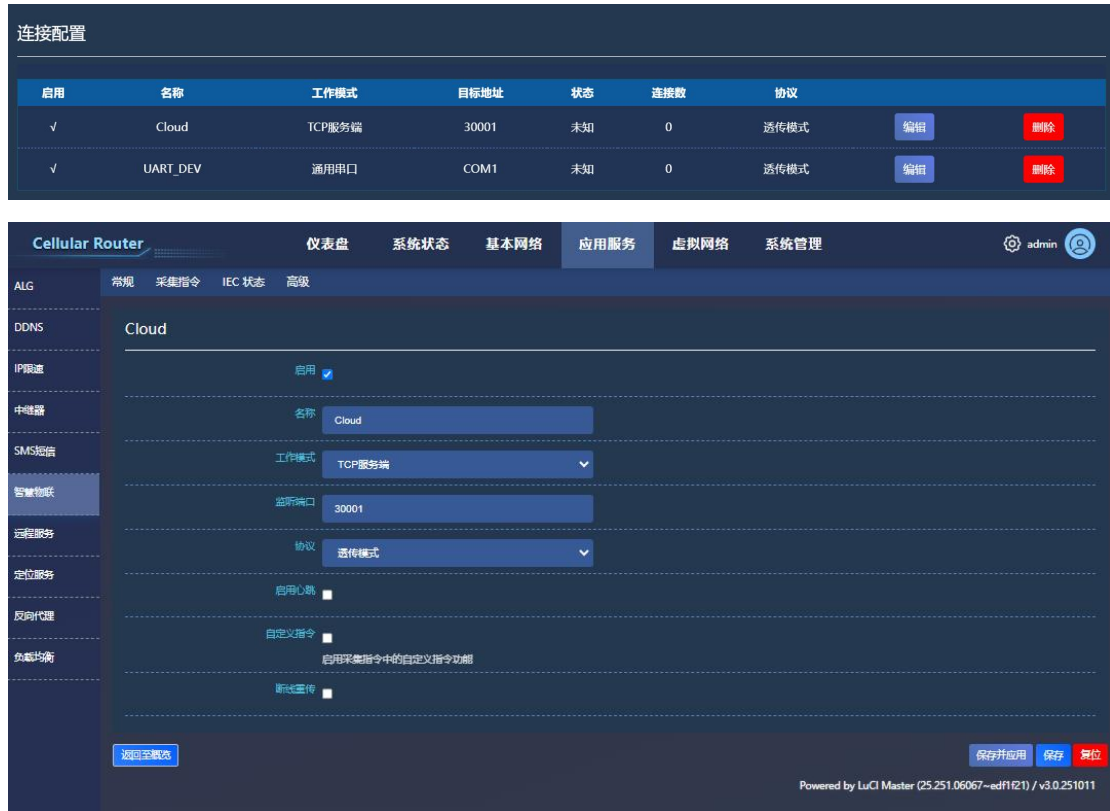 连接配置
启用 名称 工作模式 目标地址 状态 连接数 协议
√ Cloud TCP服务端 30001 未知 0 透传模式 编辑 删除
√ UART_DEV 通用串口 COM1 未知 0 透传模式 编辑 删除
Cellular Router 仪表盘 系统状态 基本网络 应用服务 虚拟网络 系统管理 admin
ALG
DDNS
IP限速
中继器
SMS短信
智慧物联
远程服务
定位服务
反向代理
负载均衡
常规 采集指令 IEC 状态 高级
Cloud
启用
名称 Cloud
工作模式 TCP服务端
监听端口 30001
协议 透传模式
启用心跳
自定义指令
启用采集指令中的自定义指令功能
断线重传
返回至概览 保存并应用 保存 复位
Powered by LuCI Master (25.251.06067~edf1f21) / v3.0.251011